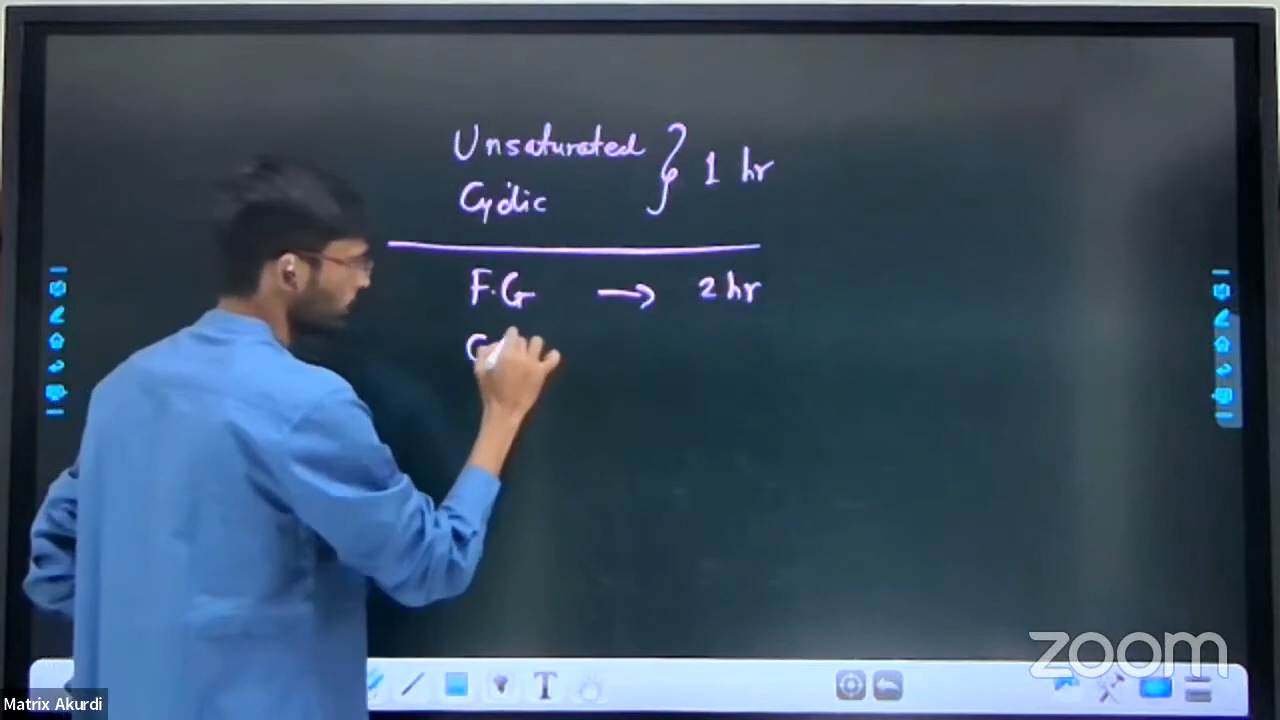 Unsaturated } 1 hr
Cyclic
F.G → 2 hr
C
zoom
Matrix Akurdi